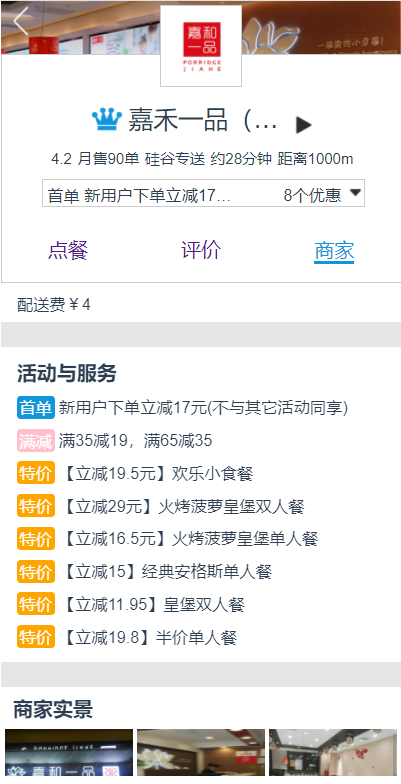 嘉和
一品
PORRIDGE
JIAHE
一碗粥的小幸福！
嘉禾一品（...
4.2 月售90单 硅谷专送 约28分钟 距离1000m
首单 新用户下单立减17... 8个优惠
点餐 评价 商家
配送费￥4
活动与服务
首单 新用户下单立减17元(不与其它活动同享)
满减 满35减19，满65减35
特价 【立减19.5元】欢乐小食餐
特价 【立减29元】火烤菠萝皇堡双人餐
特价 【立减16.5元】火烤菠萝皇堡单人餐
特价 【立减15】经典安格斯单人餐
特价 【立减11.95】皇堡双人餐
特价 【立减19.8】半价单人餐
商家实景
PORRIDGE JIAHE
嘉和一品